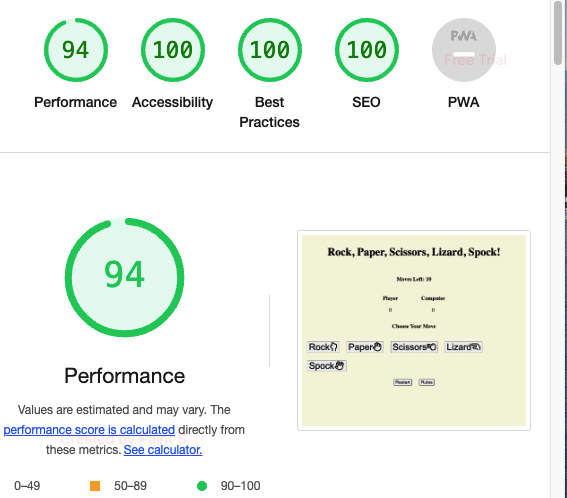 94
100
100
100
PWA
Free Trial
Performance
Accessibility
Best
Practices
SEO
PWA
94
Performance
Values are estimated and may vary. The
performance score is calculated directly from
these metrics. See calculator.
Created by Paint S
0–49
50–89
90–100
Rock, Paper, Scissors, Lizard, Spock!
Moves Left: 10
Player Computer
0 0
Choose Your Move
Rock Paper Scissors Lizard
Spock
Restart Rules